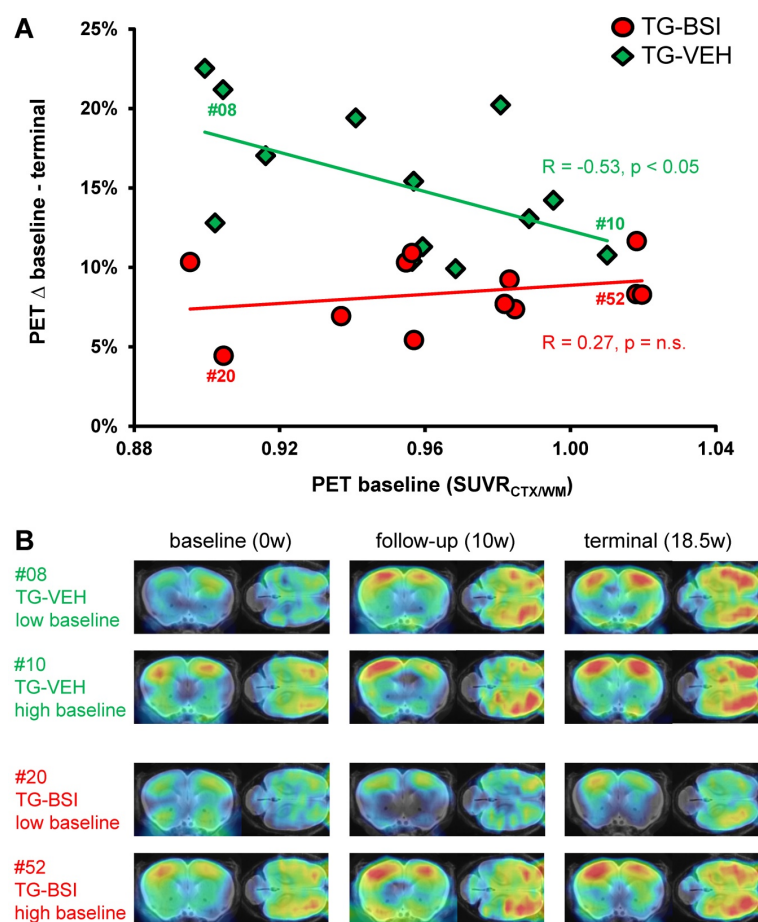 A
25%
20%
15%
10%
5%
0%
PET Δ baseline - terminal
TG-BSI
TG-VEH
#08
R = -0.53, p < 0.05
#10
#52
R = 0.27, p = n.s.
#20
0.88 0.92 0.96 1.00 1.04
PET baseline (SUVRCTX/WM)
B
baseline (0w) follow-up (10w) terminal (18.5w)
#08
TG-VEH
low baseline
#10
TG-VEH
high baseline
#20
TG-BSI
low baseline
#52
TG-BSI
high baseline